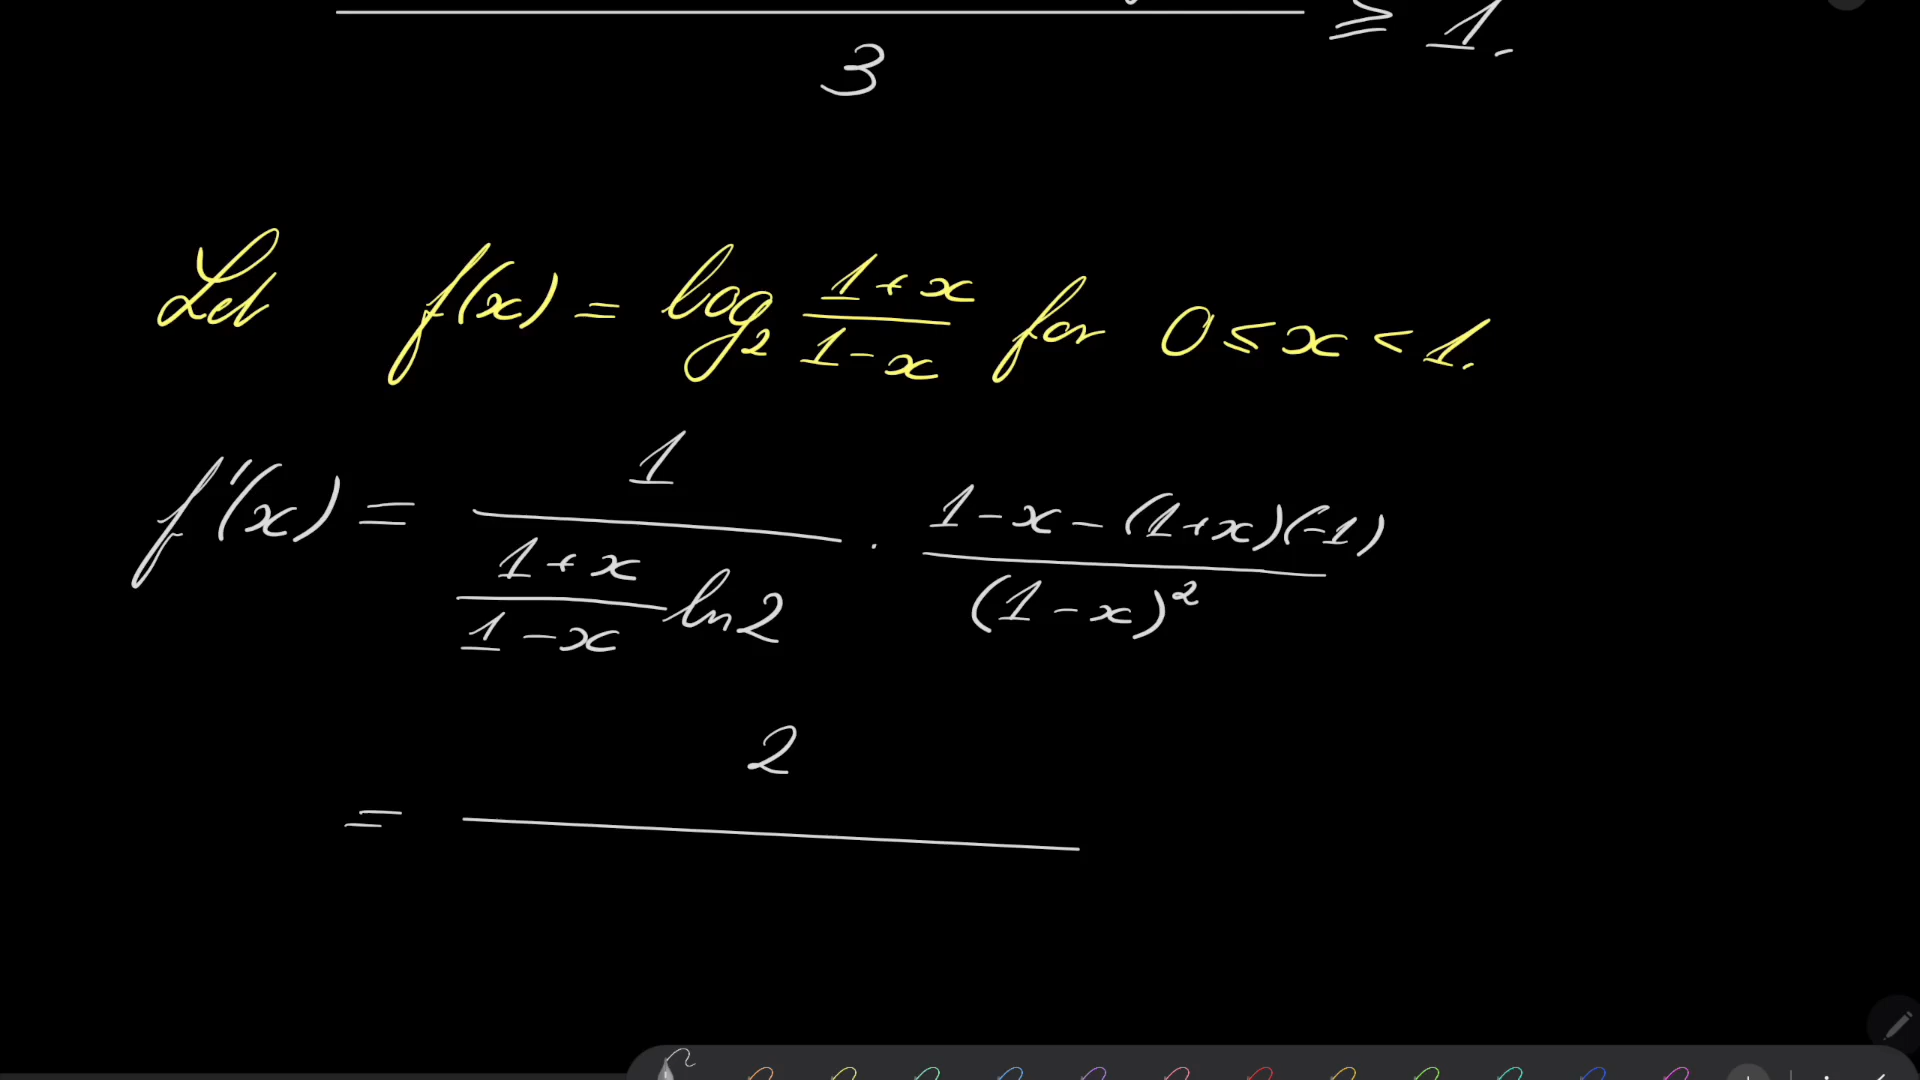 3 ≥ 1.
Let f(x) = log₂ (1+x)/(1-x) for 0 ≤ x < 1.
f'(x) = 1/((1+x)/(1-x) ln2) · (1-x-(1+x)(-1))/(1-x)²
= 2